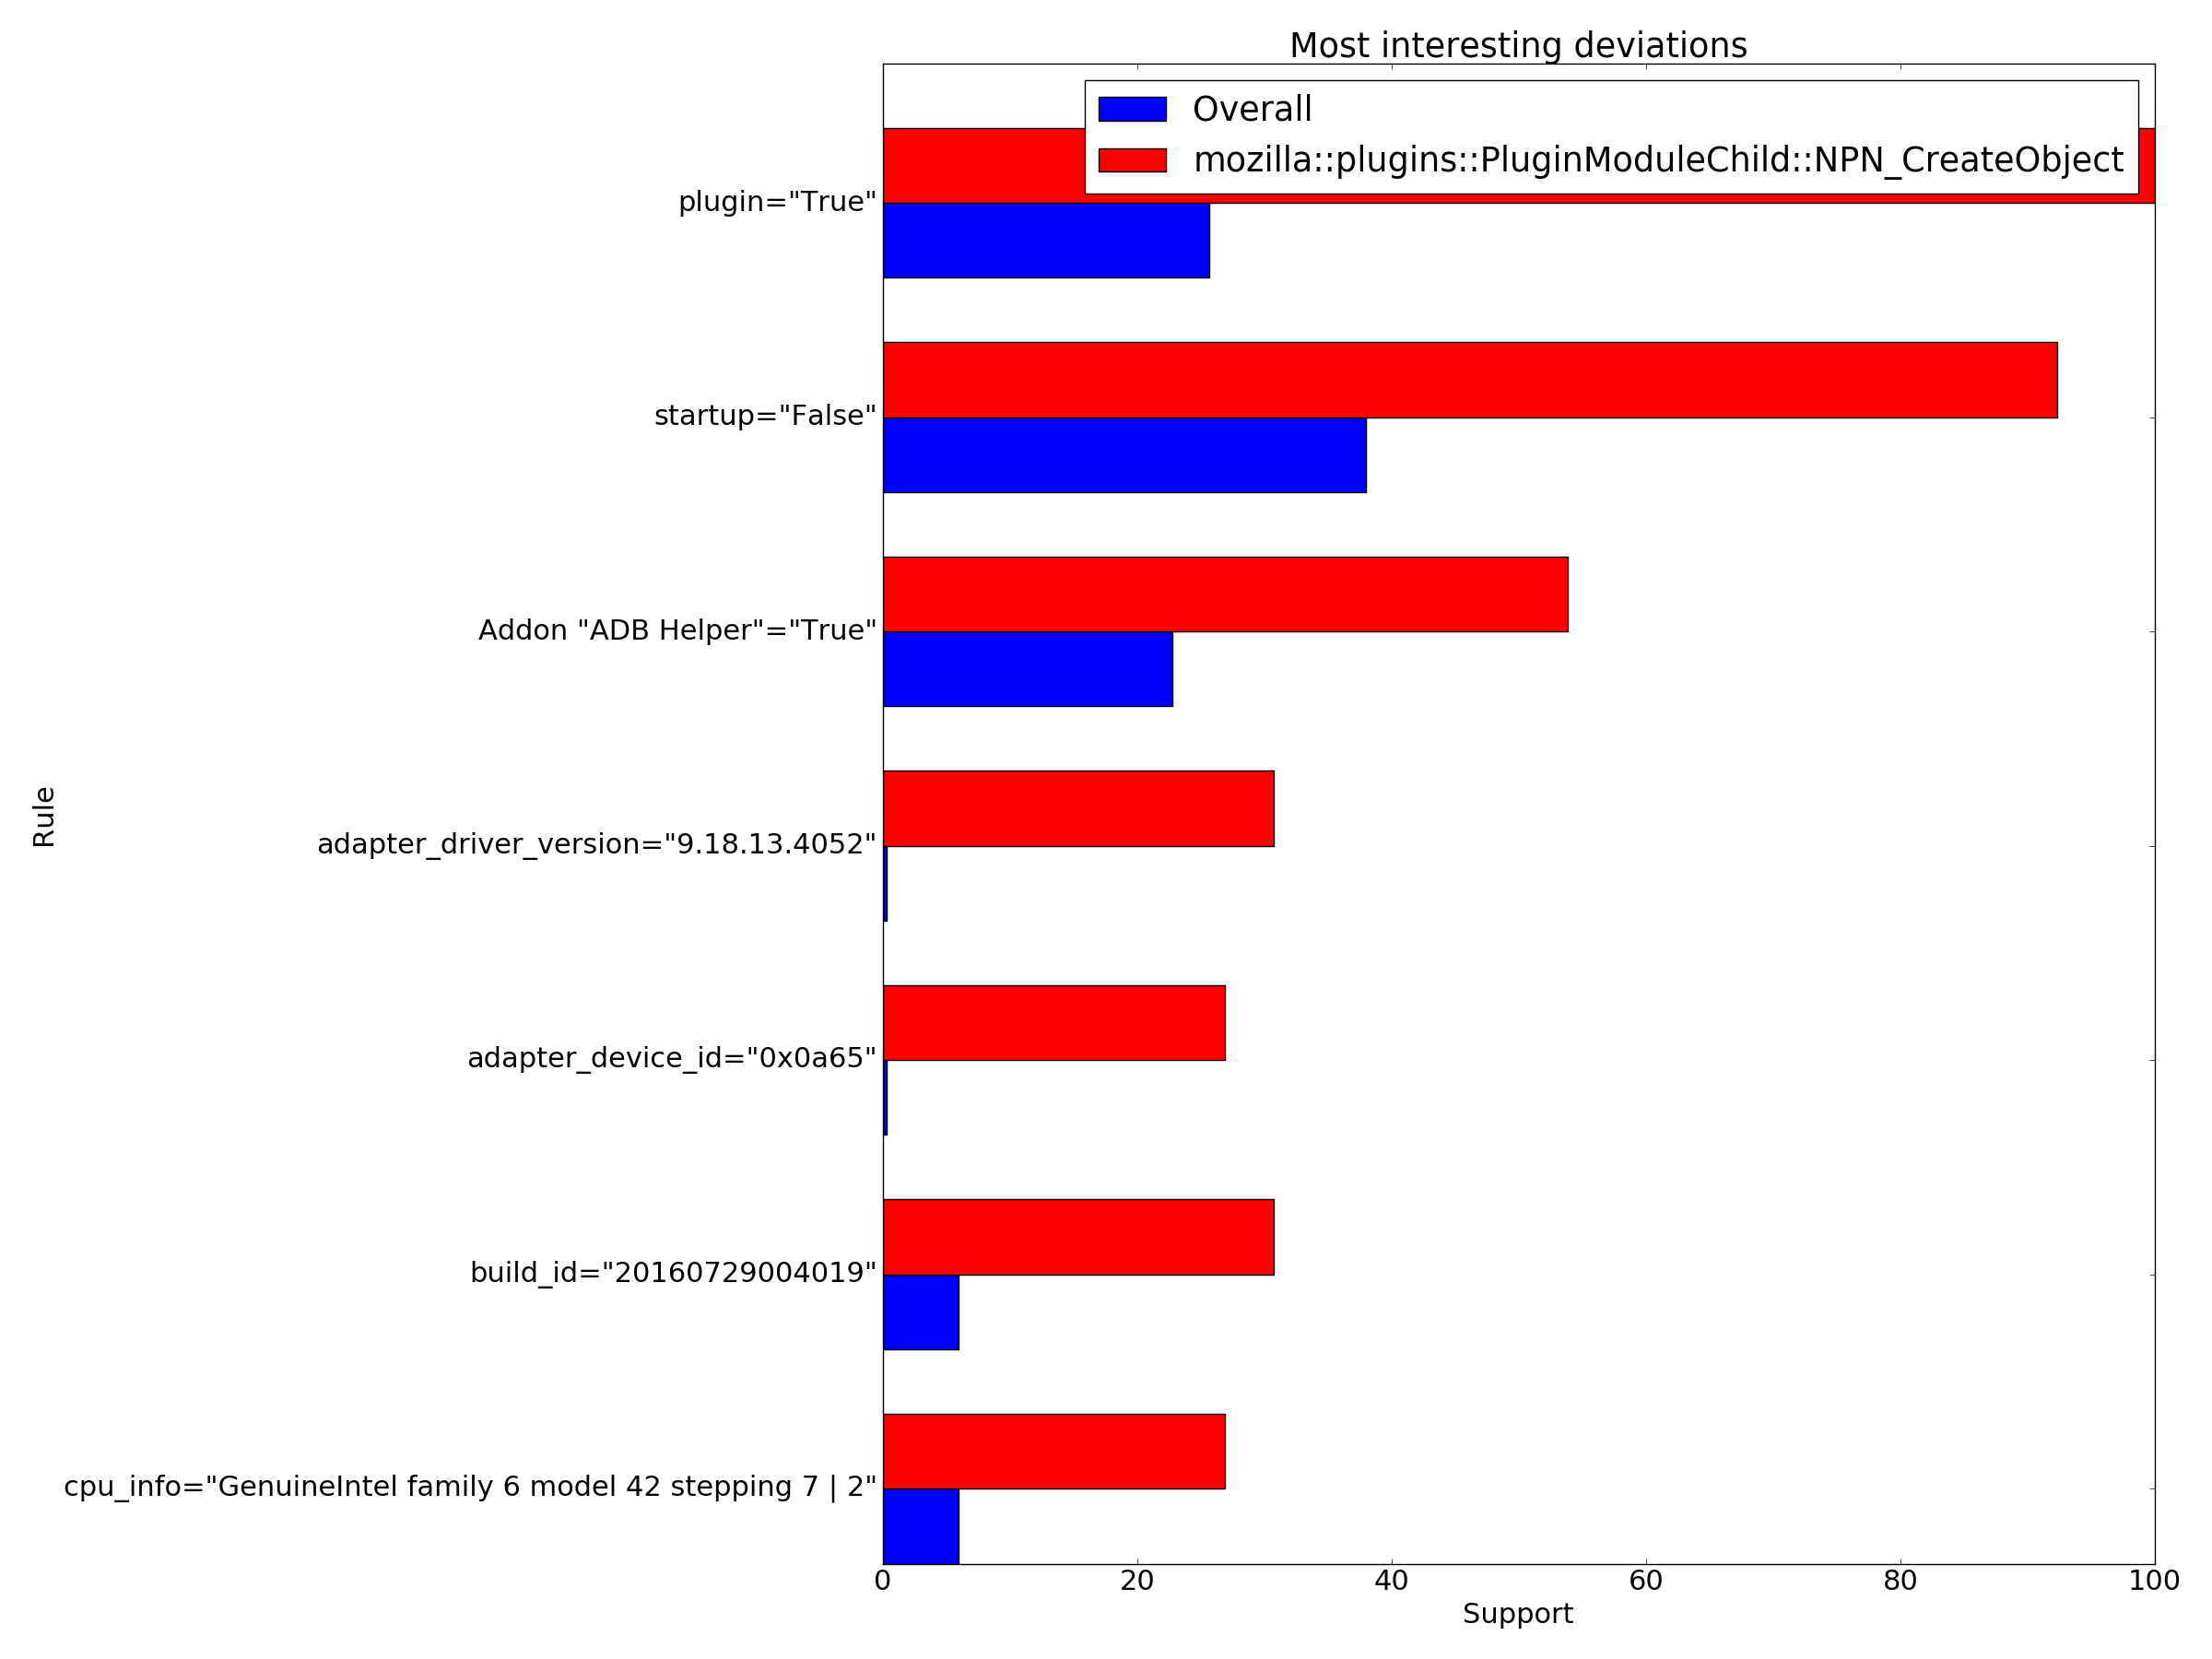 Most interesting deviations
Overall
mozilla::plugins::PluginModuleChild::NPN_CreateObject
plugin="True"
startup="False"
Addon "ADB Helper"="True"
adapter_driver_version="9.18.13.4052"
adapter_device_id="0x0a65"
build_id="20160729004019"
cpu_info="GenuineIntel family 6 model 42 stepping 7 | 2"
Rule
0 20 40 60 80 100
Support